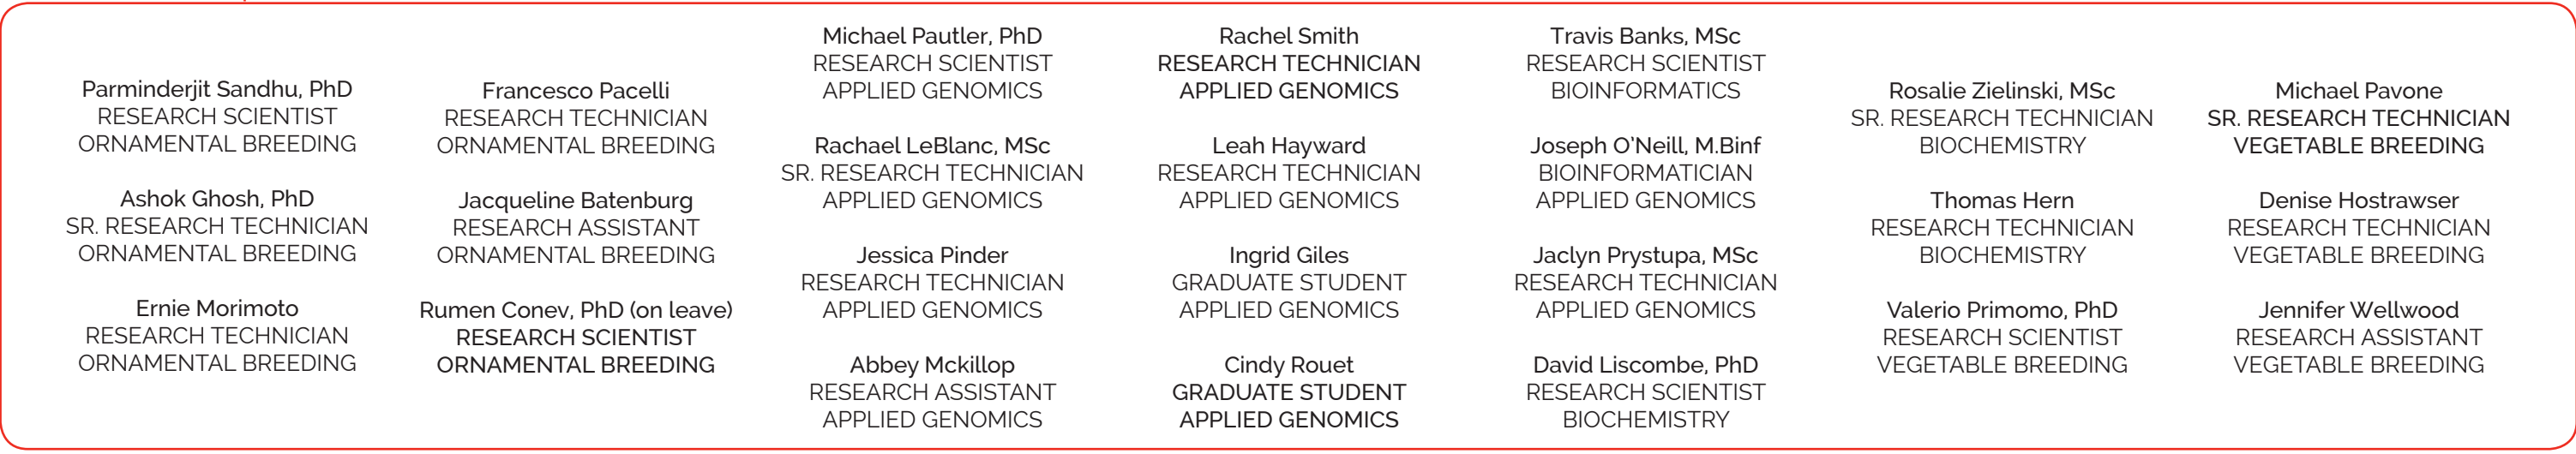 Parminderjit Sandhu, PhD
RESEARCH SCIENTIST
ORNAMENTAL BREEDING
Ashok Ghosh, PhD
SR. RESEARCH TECHNICIAN
ORNAMENTAL BREEDING
Ernie Morimoto
RESEARCH TECHNICIAN
ORNAMENTAL BREEDING
Francesco Pacelli
RESEARCH TECHNICIAN
ORNAMENTAL BREEDING
Jacqueline Batenburg
RESEARCH ASSISTANT
ORNAMENTAL BREEDING
Rumen Conev, PhD (on leave)
RESEARCH SCIENTIST
ORNAMENTAL BREEDING
Michael Pautler, PhD
RESEARCH SCIENTIST
APPLIED GENOMICS
Rachael LeBlanc, MSc
SR. RESEARCH TECHNICIAN
APPLIED GENOMICS
Jessica Pinder
RESEARCH TECHNICIAN
APPLIED GENOMICS
Abbey Mckillop
RESEARCH ASSISTANT
APPLIED GENOMICS
Rachel Smith
RESEARCH TECHNICIAN
APPLIED GENOMICS
Leah Hayward
RESEARCH TECHNICIAN
APPLIED GENOMICS
Ingrid Giles
GRADUATE STUDENT
APPLIED GENOMICS
Cindy Rouet
GRADUATE STUDENT
APPLIED GENOMICS
Travis Banks, MSc
RESEARCH SCIENTIST
BIOINFORMATICS
Joseph O'Neill, M.Binf
BIOINFORMATICIAN
APPLIED GENOMICS
Jaclyn Prystupa, MSc
RESEARCH TECHNICIAN
APPLIED GENOMICS
David Liscombe, PhD
RESEARCH SCIENTIST
BIOCHEMISTRY
Rosalie Zielinski, MSc
SR. RESEARCH TECHNICIAN
BIOCHEMISTRY
Thomas Hern
RESEARCH TECHNICIAN
BIOCHEMISTRY
Valerio Primomo, PhD
RESEARCH SCIENTIST
VEGETABLE BREEDING
Michael Pavone
SR. RESEARCH TECHNICIAN
VEGETABLE BREEDING
Denise Hostrawser
RESEARCH TECHNICIAN
VEGETABLE BREEDING
Jennifer Wellwood
RESEARCH ASSISTANT
VEGETABLE BREEDING